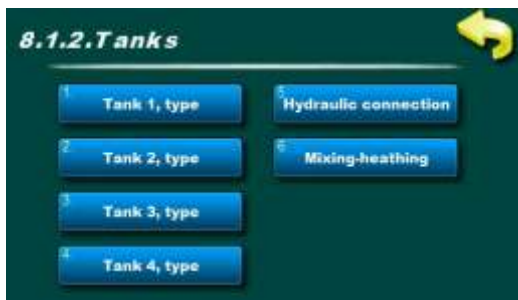 8.1.2.Tanks
1
Tank 1, type
2
Tank 2, type
3
Tank 3, type
4
Tank 4, type
5
Hydraulic connection
6
Mixing-heathing